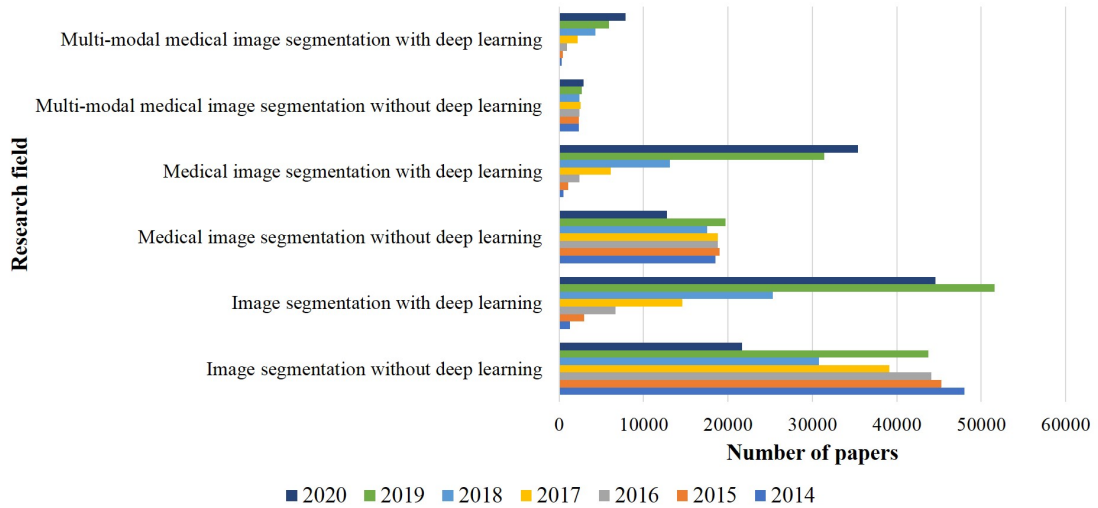 Research field
Multi-modal medical image segmentation with deep learning
Multi-modal medical image segmentation without deep learning
Medical image segmentation with deep learning
Medical image segmentation without deep learning
Image segmentation with deep learning
Image segmentation without deep learning
0 10000 20000 30000 40000 50000 60000
Number of papers
2020 2019 2018 2017 2016 2015 2014